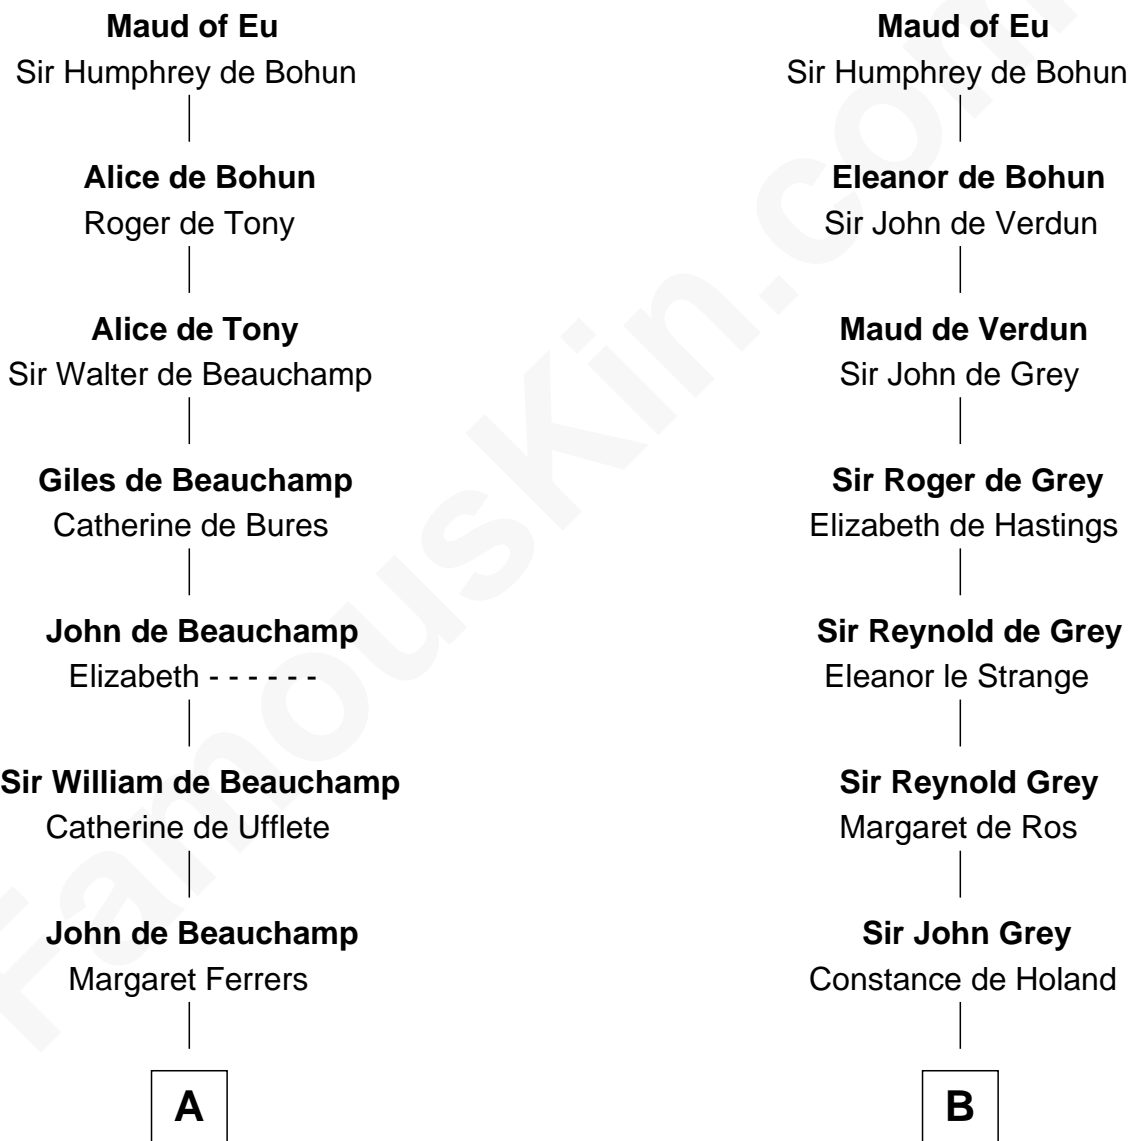 Maud of Eu
Sir Humphrey de Bohun
Alice de Bohun
Roger de Tony
Alice de Tony
Sir Walter de Beauchamp
Giles de Beauchamp
Catherine de Bures
John de Beauchamp
Elizabeth - - - - - -
Sir William de Beauchamp
Catherine de Ufflete
John de Beauchamp
Margaret Ferrers
A
Maud of Eu
Sir Humphrey de Bohun
Eleanor de Bohun
Sir John de Verdun
Maud de Verdun
Sir John de Grey
Sir Roger de Grey
Elizabeth de Hastings
Sir Reynold de Grey
Eleanor le Strange
Sir Reynold Grey
Margaret de Ros
Sir John Grey
Constance de Holand
B
FamousKin.com